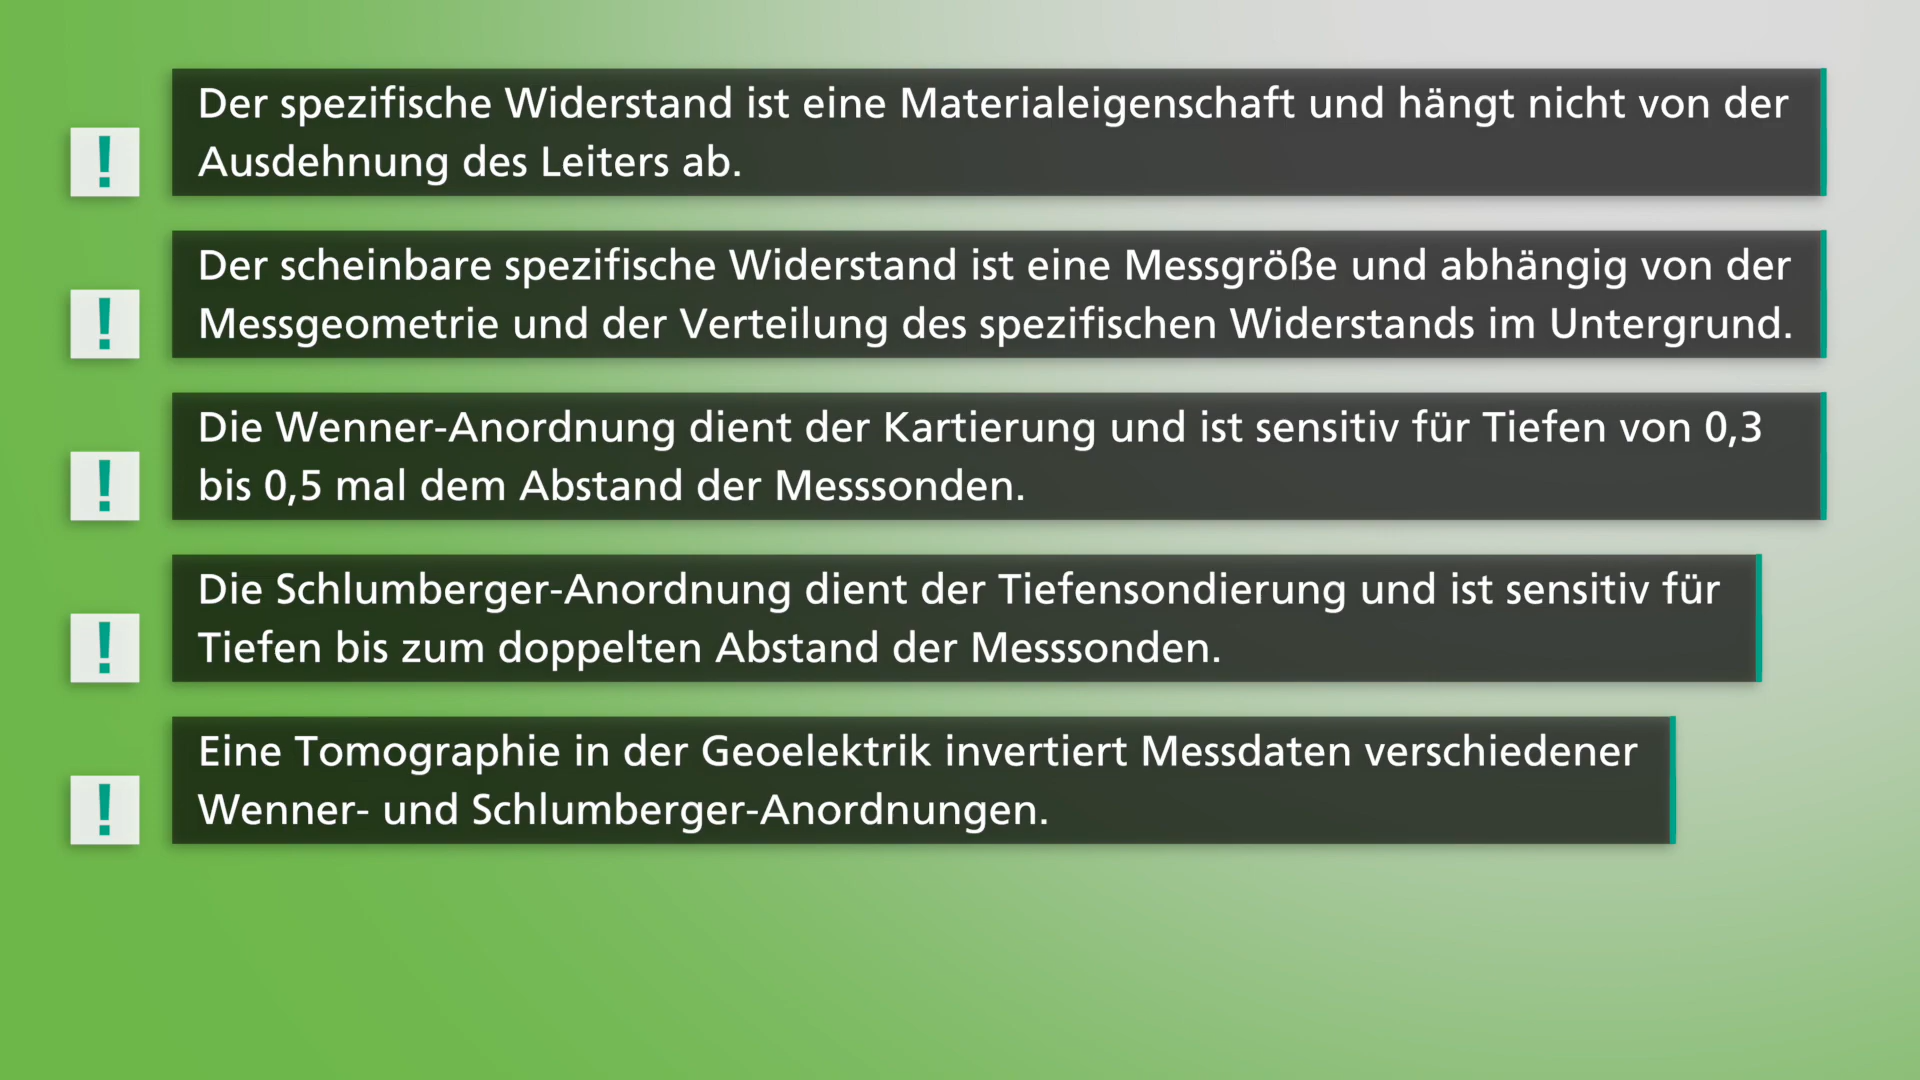 Der spezifische Widerstand ist eine Materialeigenschaft und hängt nicht von der
! Ausdehnung des Leiters ab.
Der scheinbare spezifische Widerstand ist eine Messgröße und abhängig von der
! Messgeometrie und der Verteilung des spezifischen Widerstands im Untergrund.
Die Wenner-Anordnung dient der Kartierung und ist sensitiv für Tiefen von 0,3
! bis 0,5 mal dem Abstand der Messsonden.
Die Schlumberger-Anordnung dient der Tiefensondierung und ist sensitiv für
! Tiefen bis zum doppelten Abstand der Messsonden.
Eine Tomographie in der Geoelektrik invertiert Messdaten verschiedener
! Wenner- und Schlumberger-Anordnungen.